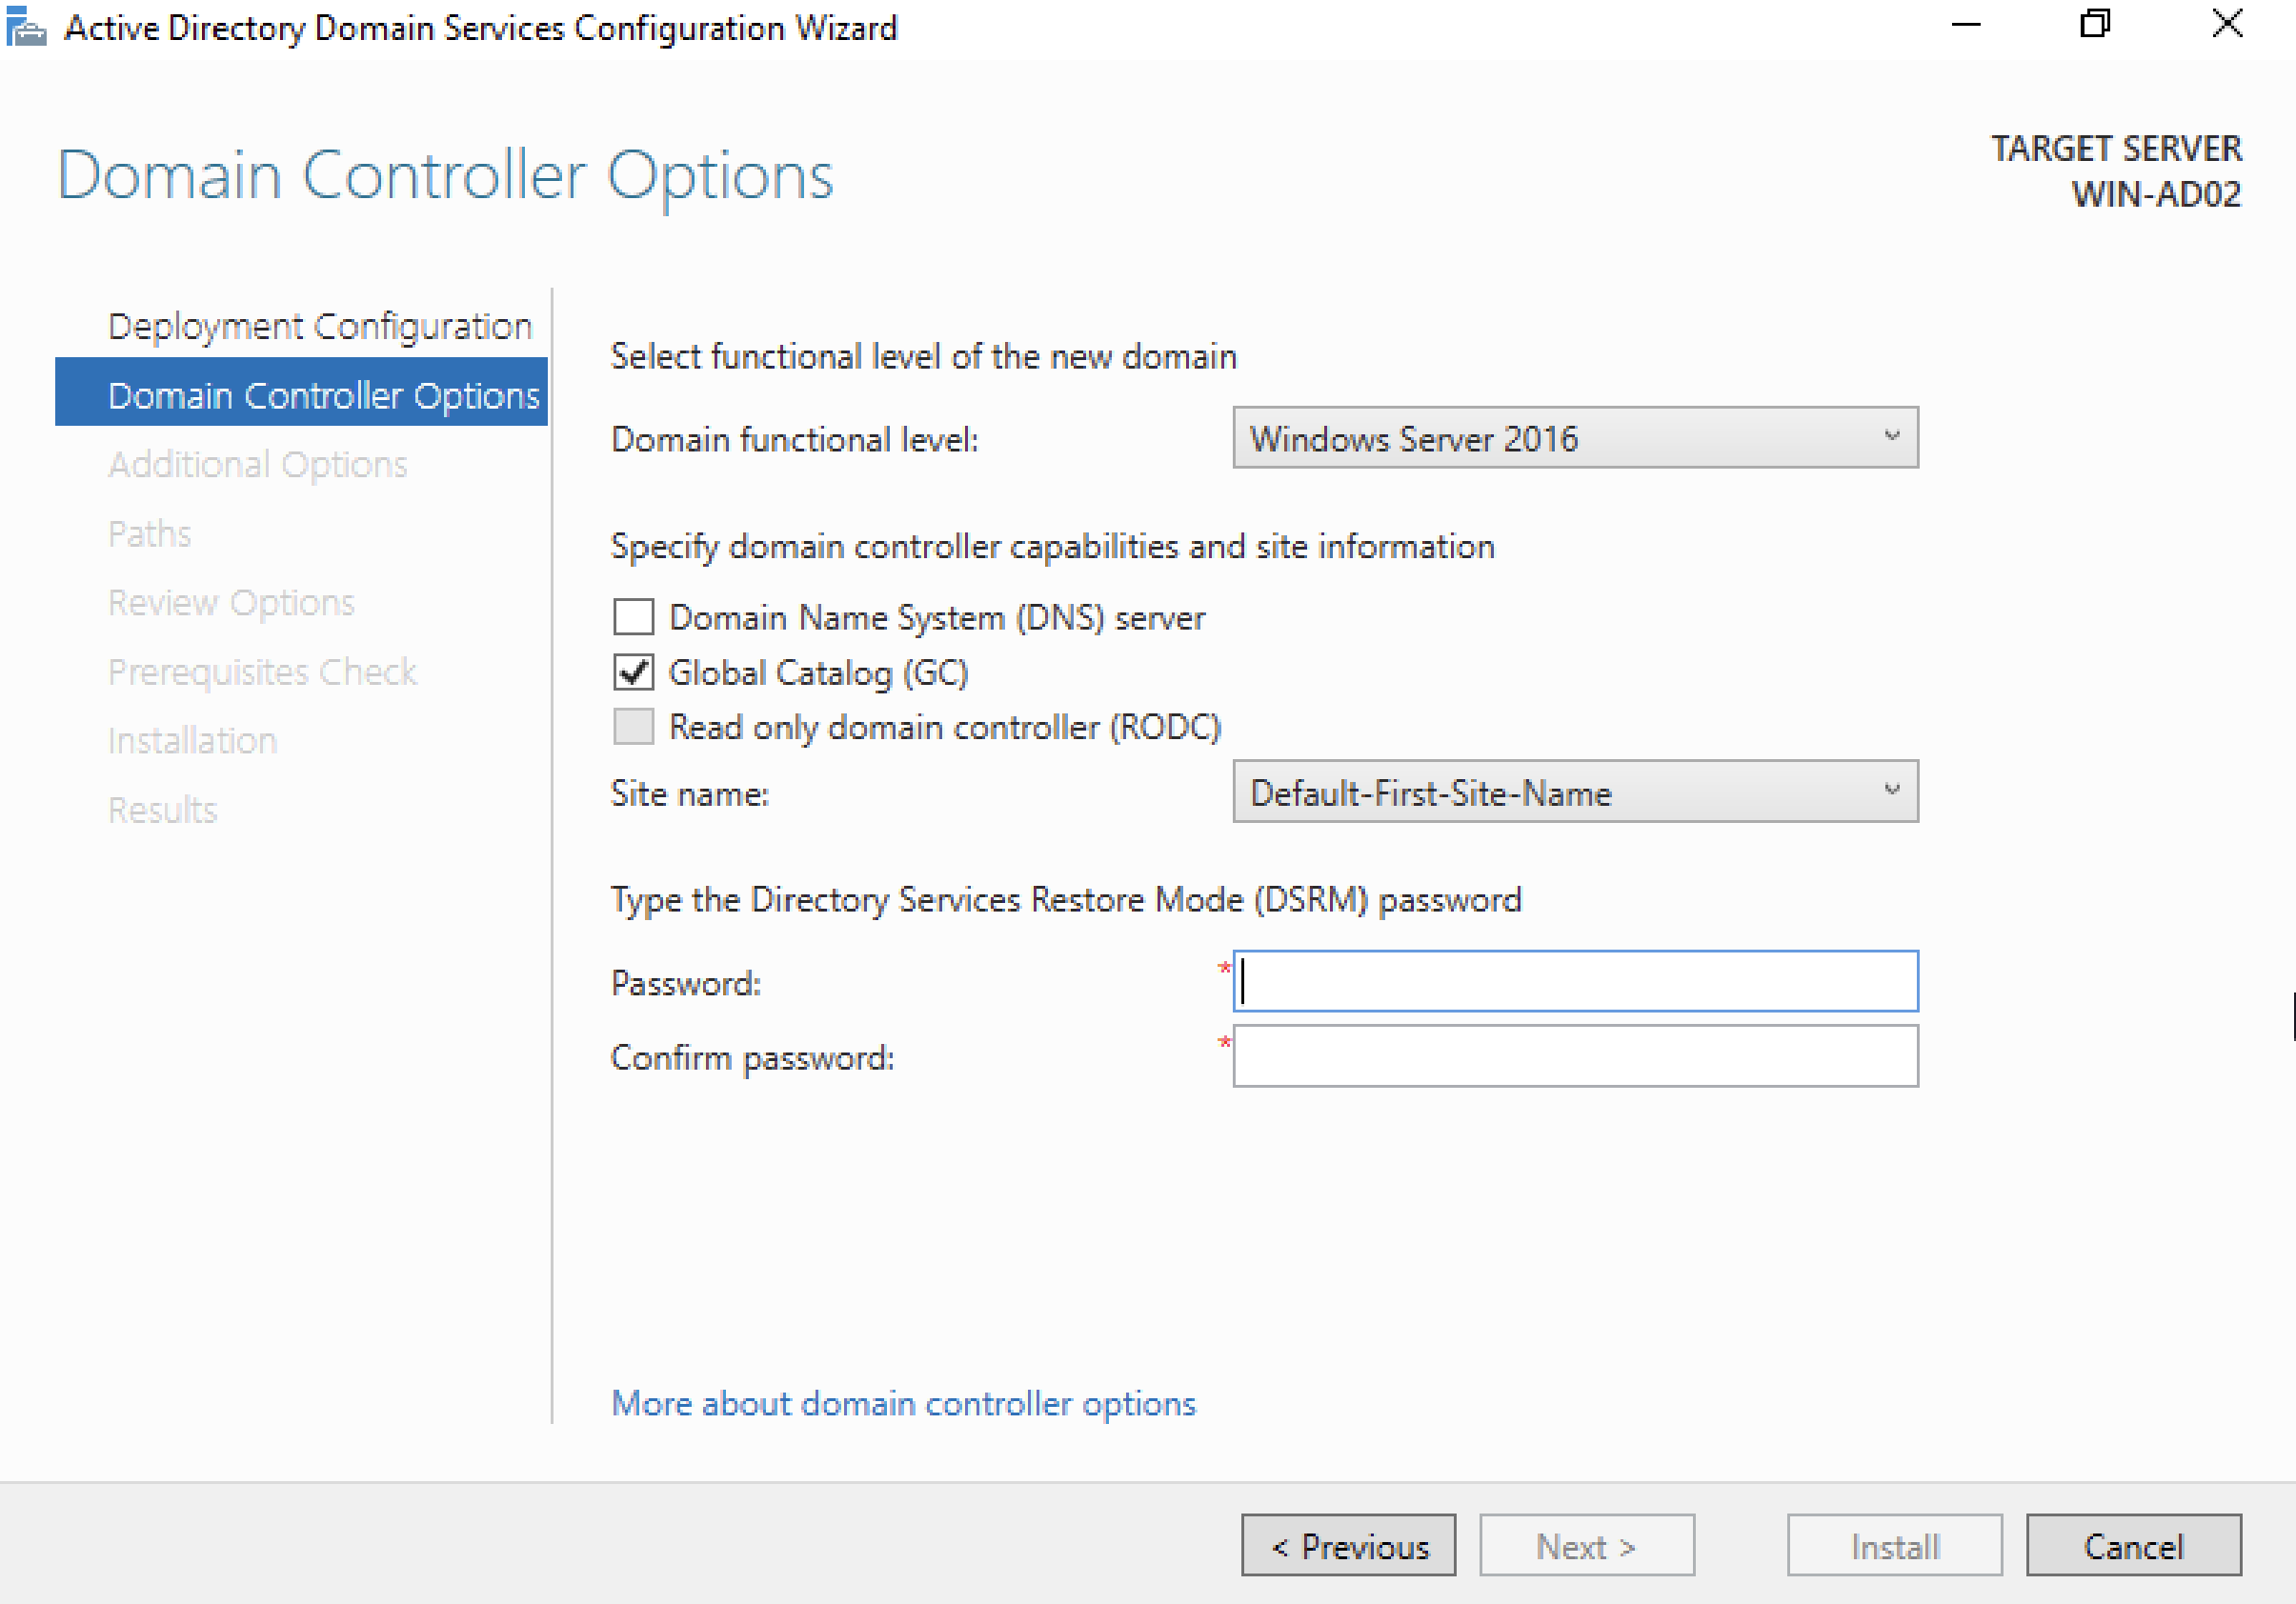 Active Directory Domain Services Configuration Wizard
Domain Controller Options
TARGET SERVER
WIN-AD02
Deployment Configuration
Domain Controller Options
Additional Options
Paths
Review Options
Prerequisites Check
Installation
Results
Select functional level of the new domain
Domain functional level: Windows Server 2016
Specify domain controller capabilities and site information
Domain Name System (DNS) server
Global Catalog (GC)
Read only domain controller (RODC)
Site name: Default-First-Site-Name
Type the Directory Services Restore Mode (DSRM) password
Password: *
Confirm password: *
More about domain controller options
< Previous Next > Install Cancel